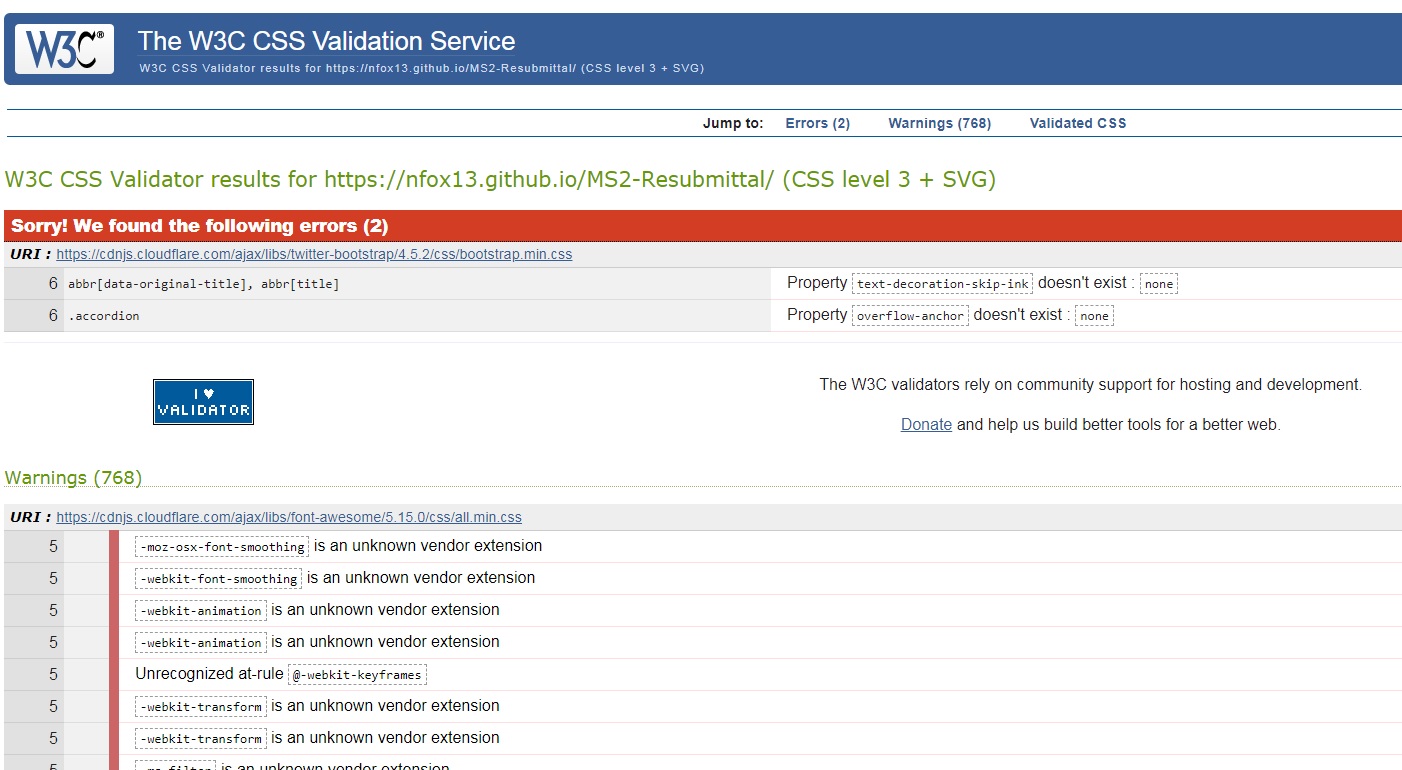 W3C®
The W3C CSS Validation Service
W3C CSS Validator results for https://nfox13.github.io/MS2-Resubmittal/ (CSS level 3 + SVG)
Jump to: Errors (2) Warnings (768) Validated CSS
W3C CSS Validator results for https://nfox13.github.io/MS2-Resubmittal/ (CSS level 3 + SVG)
Sorry! We found the following errors (2)
URI : https://cdnjs.cloudflare.com/ajax/libs/twitter-bootstrap/4.5.2/css/bootstrap.min.css
6 abbr[data-original-title], abbr[title] Property text-decoration-skip-ink doesn't exist : none
6 .accordion Property overflow-anchor doesn't exist : none
I ♥
VALIDATOR
The W3C validators rely on community support for hosting and development.
Donate and help us build better tools for a better web.
Warnings (768)
URI : https://cdnjs.cloudflare.com/ajax/libs/font-awesome/5.15.0/css/all.min.css
5 -moz-osx-font-smoothing is an unknown vendor extension
5 -webkit-font-smoothing is an unknown vendor extension
5 -webkit-animation is an unknown vendor extension
5 -webkit-animation is an unknown vendor extension
5 Unrecognized at-rule @-webkit-keyframes
5 -webkit-transform is an unknown vendor extension
5 -webkit-transform is an unknown vendor extension
5 -ms-filter is an unknown vendor extension